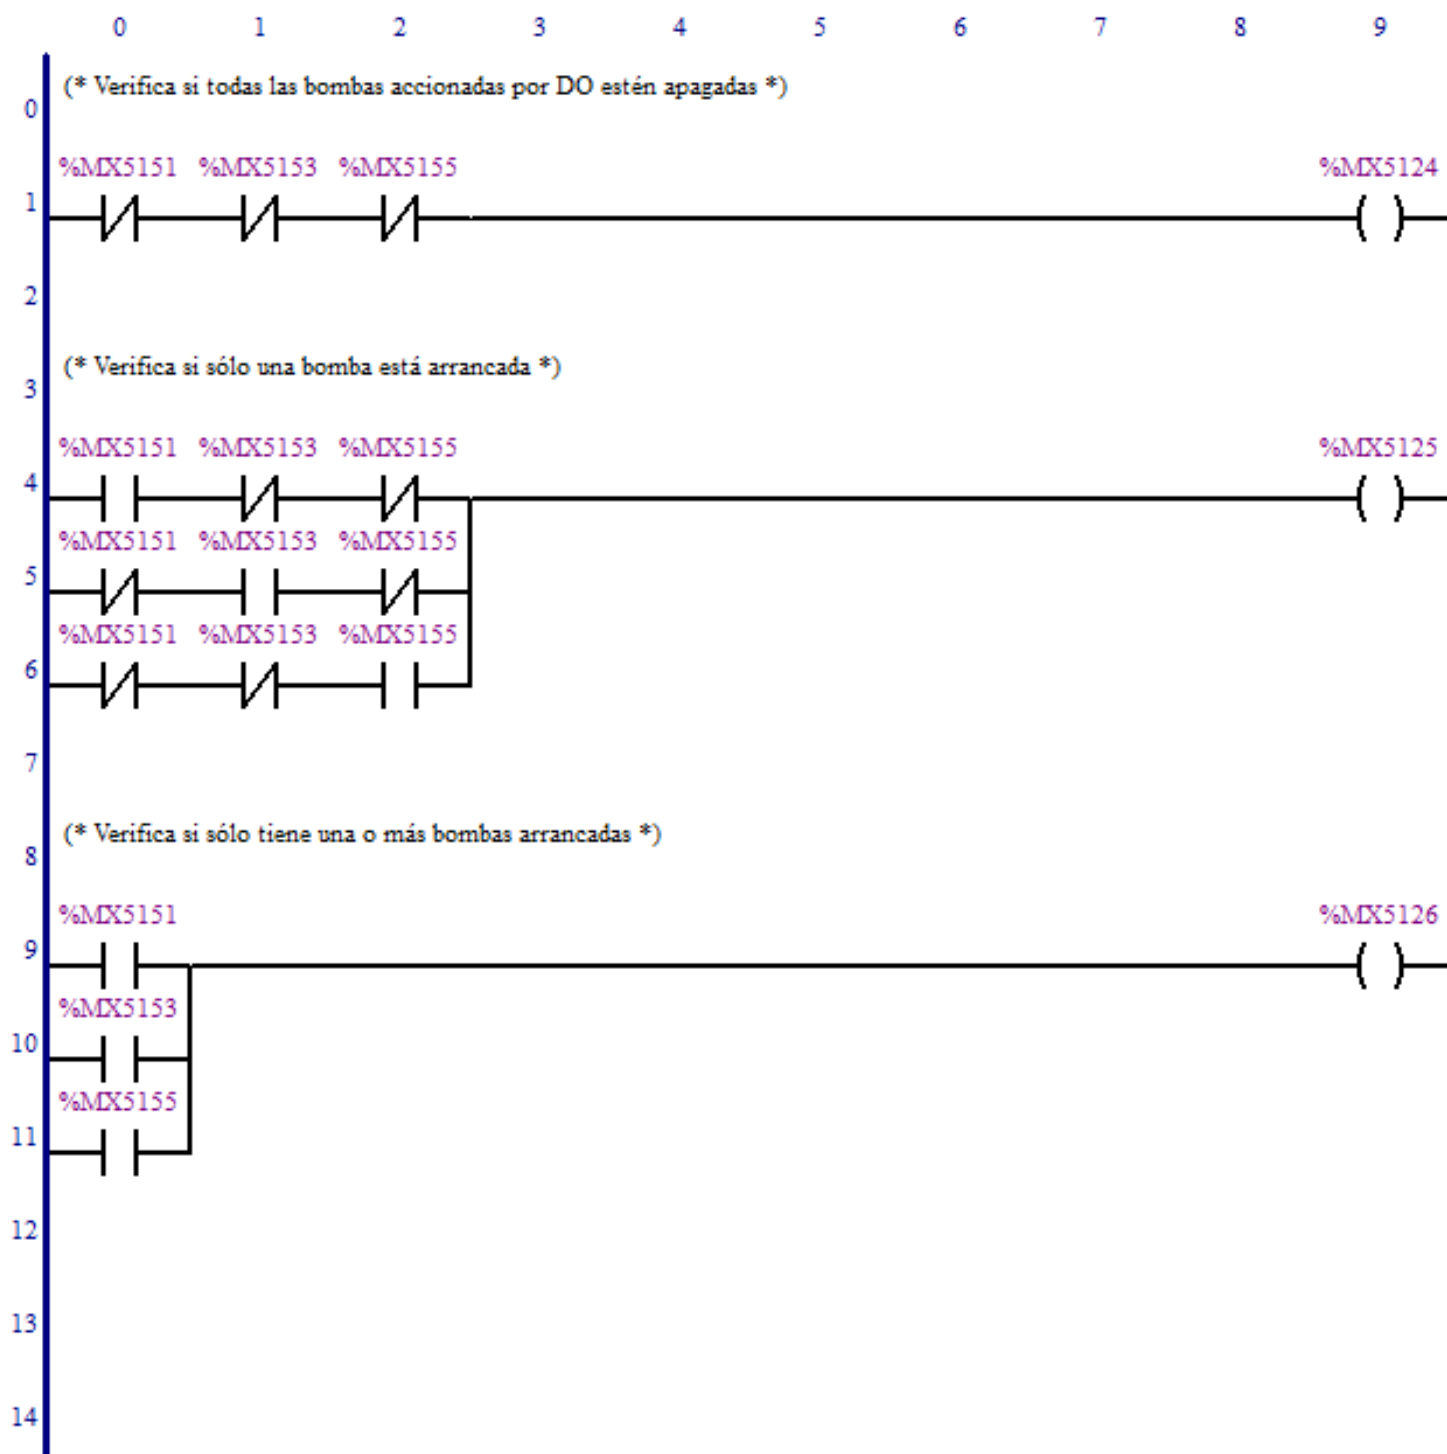 0 1 2 3 4 5 6 7 8 9
(* Verifica si todas las bombas accionadas por DO estén apagadas *)
0
%MX5151 %MX5153 %MX5155 %MX5124
1
2
(* Verifica si sólo una bomba está arrancada *)
3
%MX5151 %MX5153 %MX5155 %MX5125
4
%MX5151 %MX5153 %MX5155
5
%MX5151 %MX5153 %MX5155
6
7
(* Verifica si sólo tiene una o más bombas arrancadas *)
8
%MX5151 %MX5126
9
%MX5153
10
%MX5155
11
12
13
14